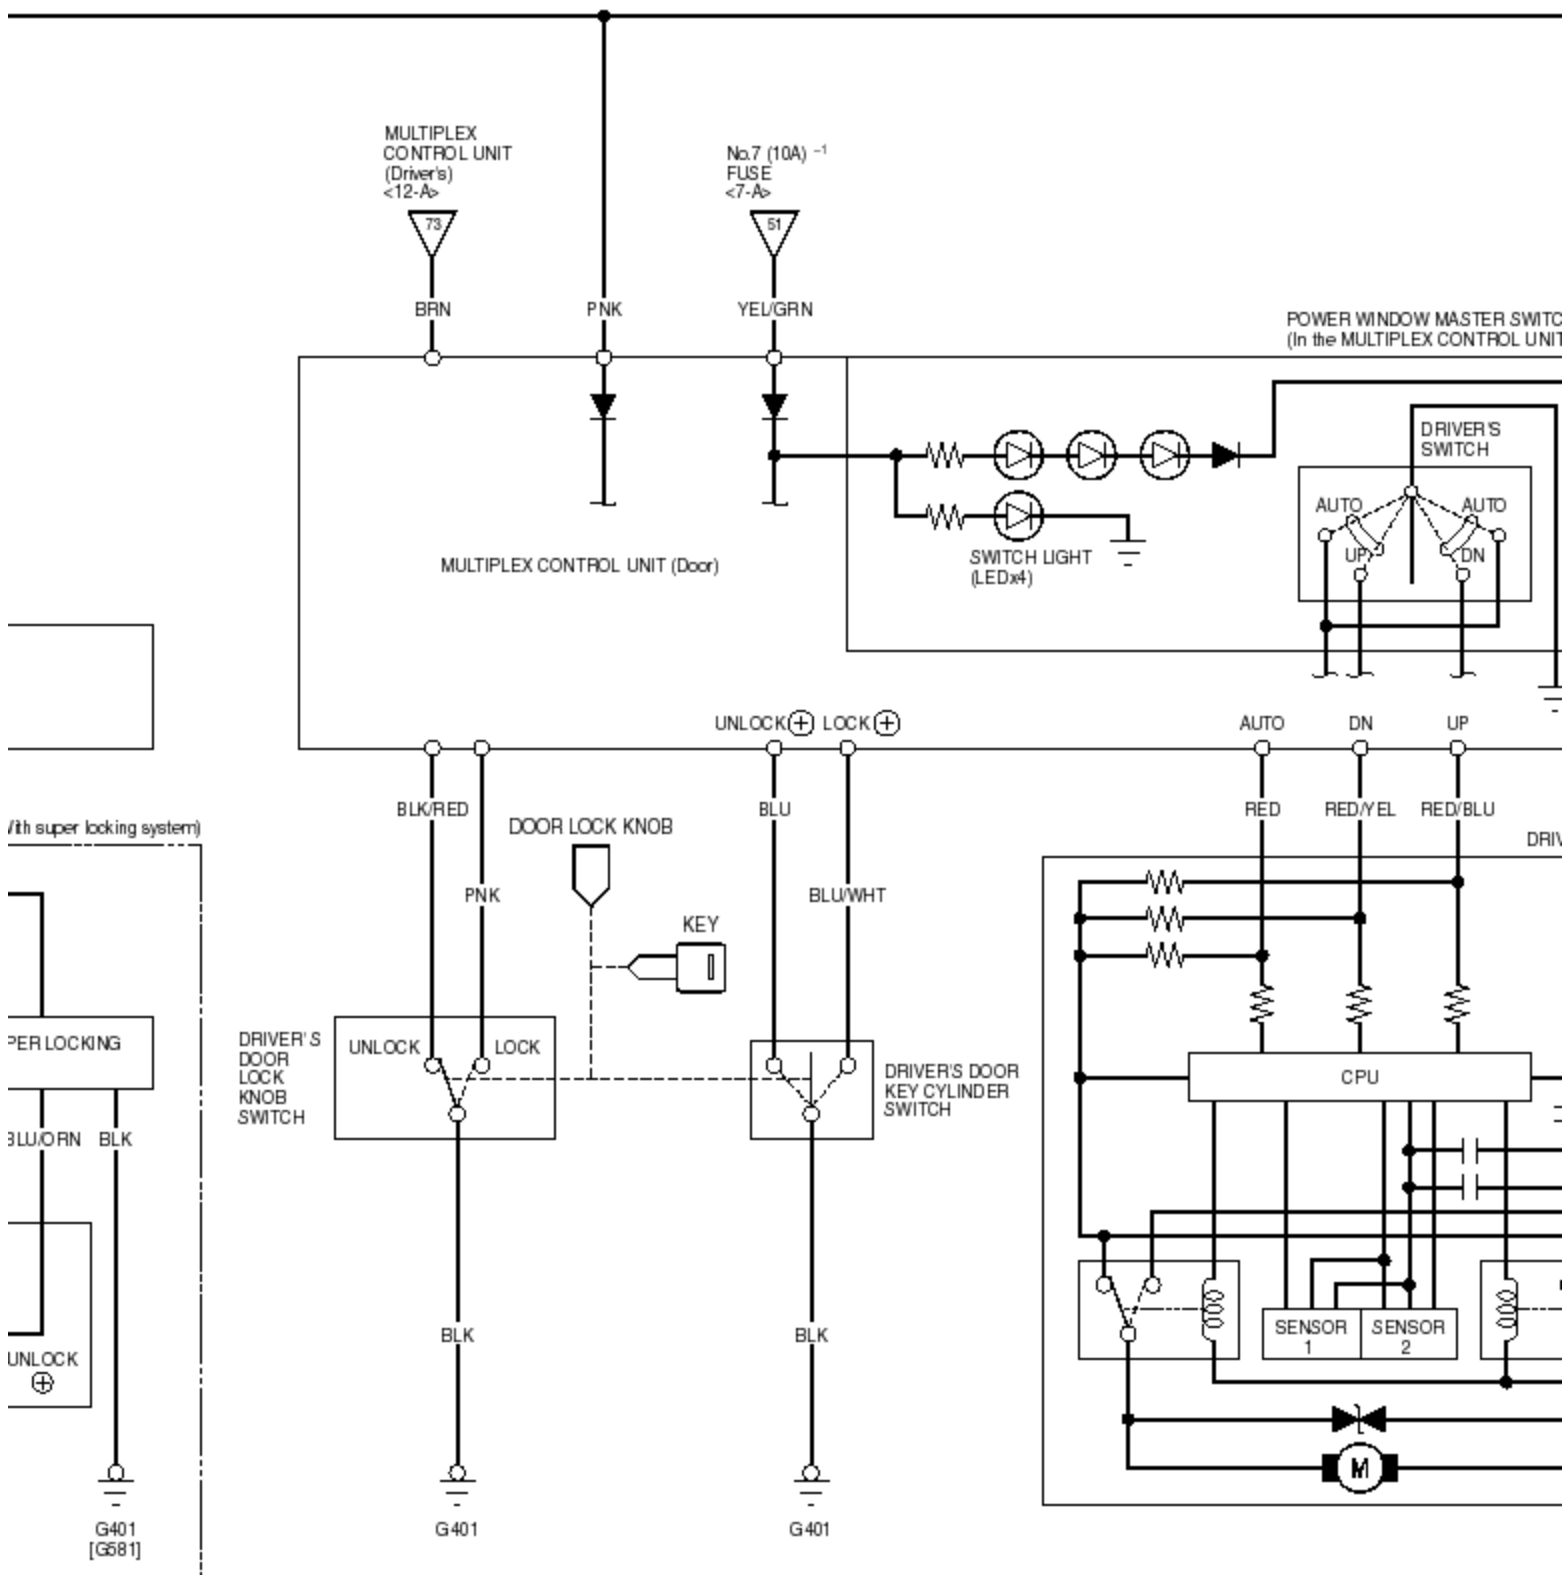 MULTIPLEX
CONTROL UNIT
(Driver's)
<12-A>
73
BRN
PNK
No.7 (10A) –1
FUSE
<7-A>
51
YEL/GRN
POWER WINDOW MASTER SWITC
(In the MULTIPLEX CONTROL UNIT
DRIVER'S
SWITCH
AUTO
AUTO
UP
DN
MULTIPLEX CONTROL UNIT (Door)
SWITCH LIGHT
(LEDx4)
UNLOCK + LOCK +
AUTO
DN
UP
BLK/RED
PNK
DOOR LOCK KNOB
KEY
BLU
BLU/WHT
RED
RED/YEL
RED/BLU
DRIV
/ith super locking system)
PER LOCKING
BLU/ORN
BLK
UNLOCK
+
G401
[G581]
DRIVER'S
DOOR
LOCK
KNOB
SWITCH
UNLOCK
LOCK
DRIVER'S DOOR
KEY CYLINDER
SWITCH
BLK
BLK
G401
G401
CPU
SENSOR
1
SENSOR
2
M